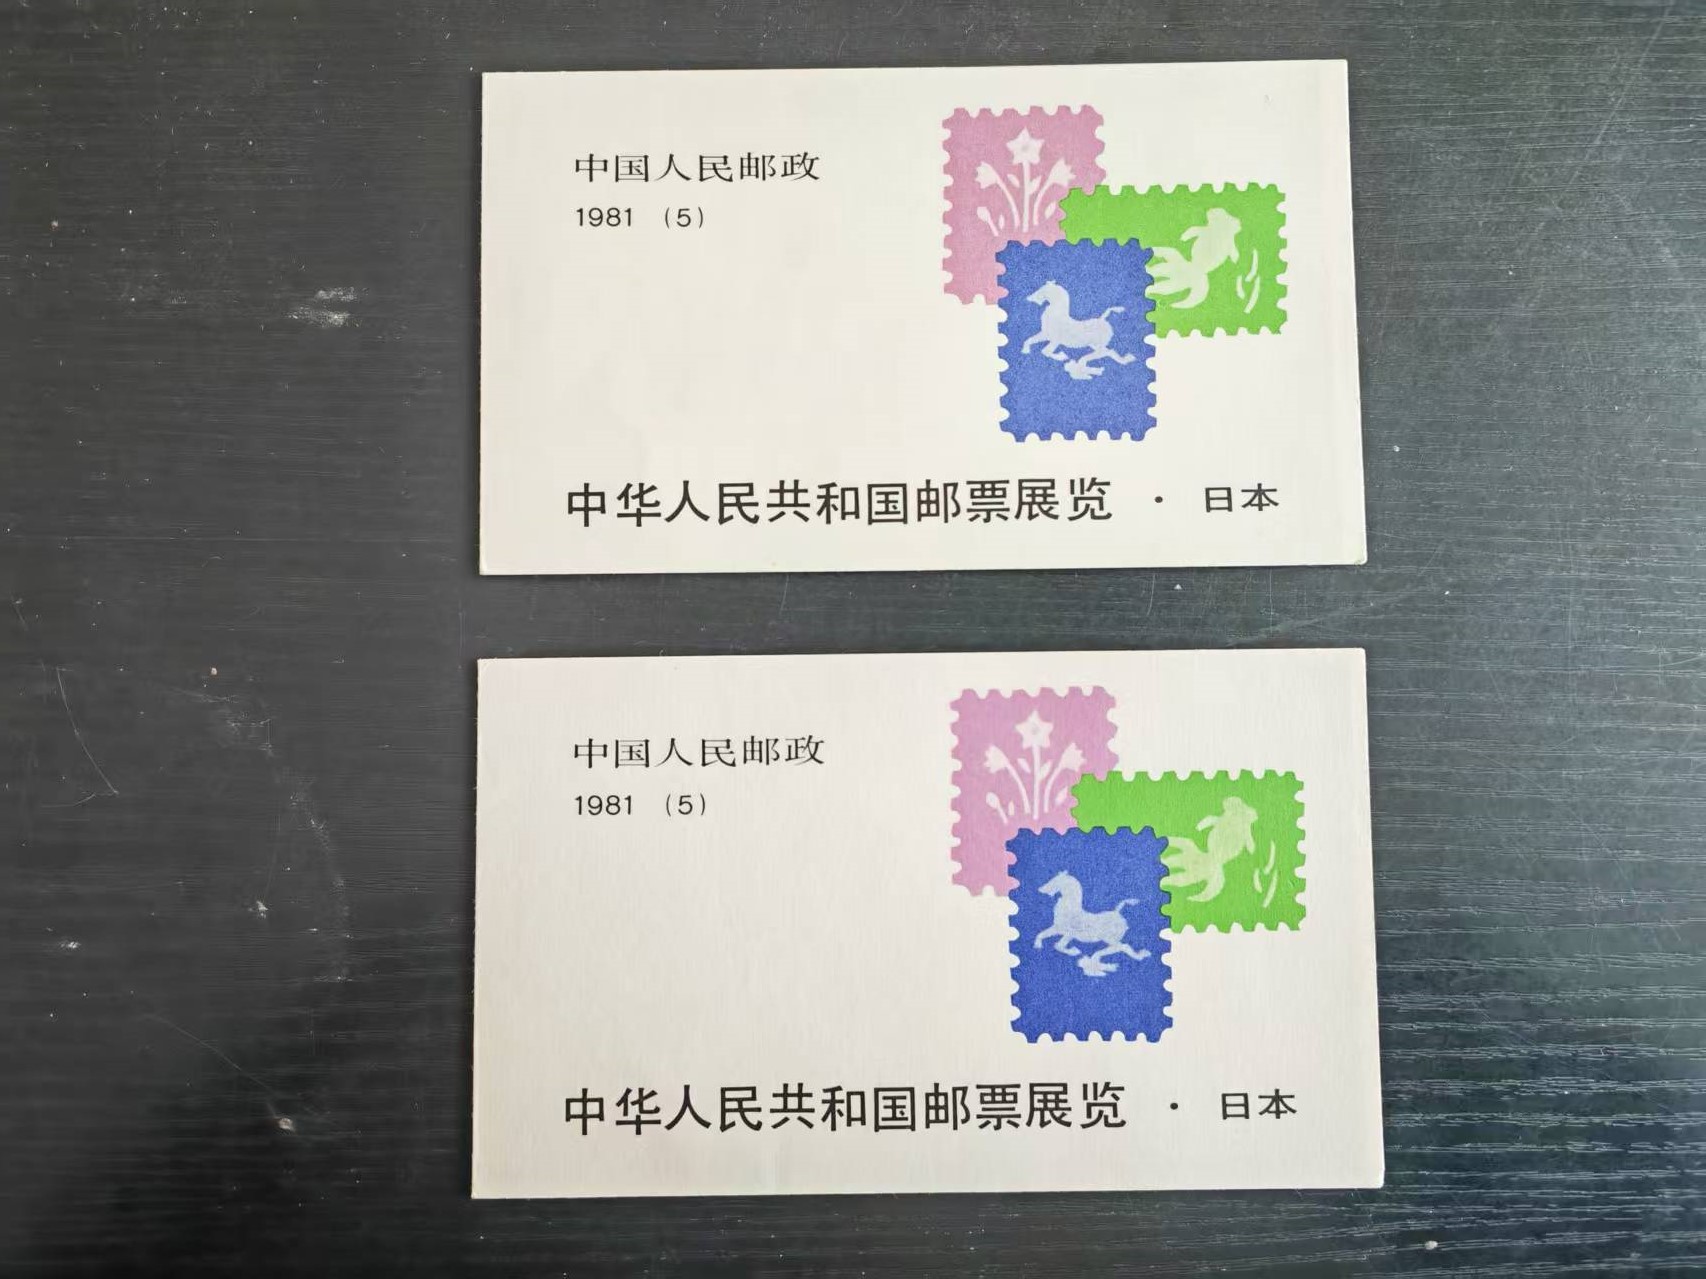 中国人民邮政
1981 （5）
中华人民共和国邮票展览 · 日本
中国人民邮政
1981 （5）
中华人民共和国邮票展览 · 日本